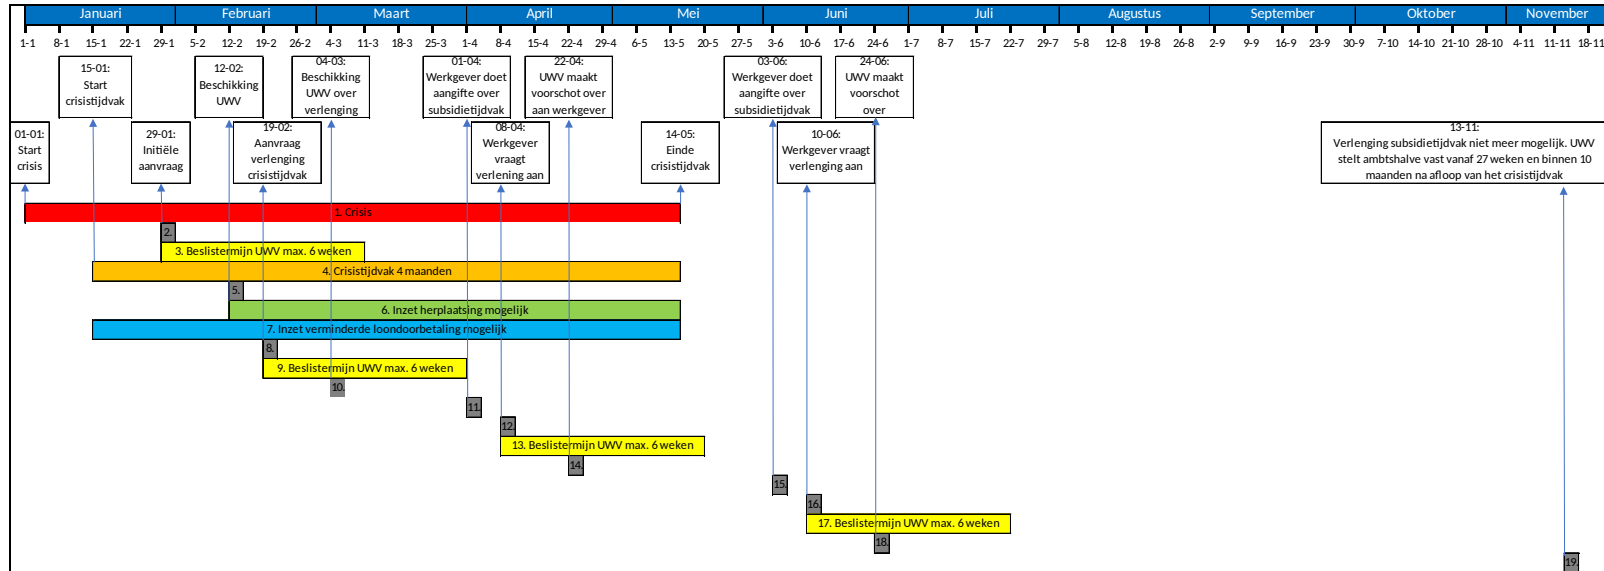 Januari Februari Maart April Mei Juni Juli Augustus September Oktober November
1-1 8-1 15-1 22-1 29-1 5-2 12-2 19-2 26-2 4-3 11-3 18-3 25-3 1-4 8-4 15-4 22-4 29-4 6-5 13-5 20-5 27-5 3-6 10-6 17-6 24-6 1-7 8-7 15-7 22-7 29-7 5-8 12-8 19-8 26-8 2-9 9-9 16-9 23-9 30-9 7-10 14-10 21-10 28-10 4-11 11-11 18-11
15-01:
Start
crisistijdvak
12-02:
Beschikking
UWV
04-03:
Beschikking
UWV over
verlenging
01-04:
Werkgever doet
aangifte over
subsidietijdvak
22-04:
UWV maakt
voorschot over
aan werkgever
03-06:
Werkgever doet
aangifte over
subsidietijdvak
24-06:
UWV maakt
voorschot
over
01-01:
Start
crisis
29-01:
Initiële
aanvraag
19-02:
Aanvraag
verlenging
crisistijdvak
08-04:
Werkgever
vraagt
verlening aan
14-05:
Einde
crisistijdvak
10-06:
Werkgever vraagt
verlenging aan
13-11:
Verlenging subsidietijdvak niet meer mogelijk. UWV
stelt ambtshalve vast vanaf 27 weken en binnen 10
maanden na afloop van het crisistijdvak
1. Crisis
2.
3. Beslistermijn UWV max. 6 weken
4. Crisistijdvak 4 maanden
5.
6. Inzet herplaatsing mogelijk
7. Inzet verminderde loondoorbetaling mogelijk
8.
9. Beslistermijn UWV max. 6 weken
10.
11.
12.
13. Beslistermijn UWV max. 6 weken
14.
15.
16.
17. Beslistermijn UWV max. 6 weken
18.
19.